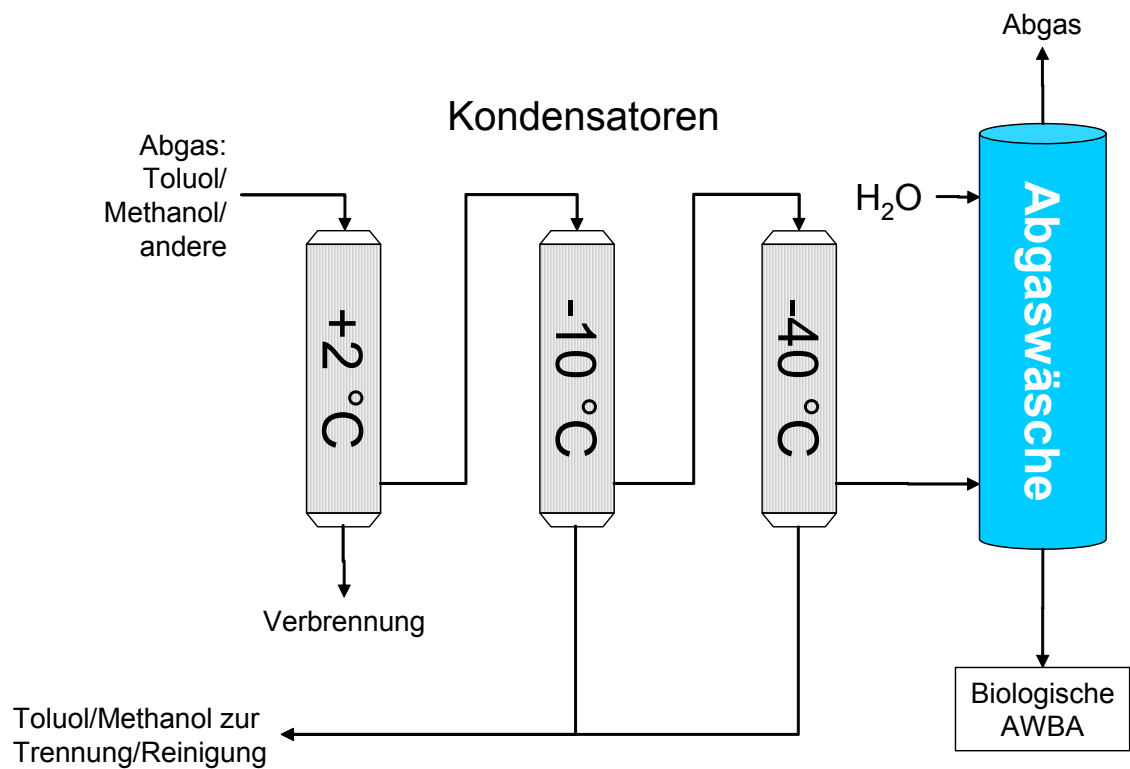 Abgas
Kondensatoren
Abgas:
Toluol/
Methanol/
andere
H₂O
+2 °C
-10 °C
-40 °C
Abgaswäsche
Verbrennung
Biologische
AWBA
Toluol/Methanol zur
Trennung/Reinigung